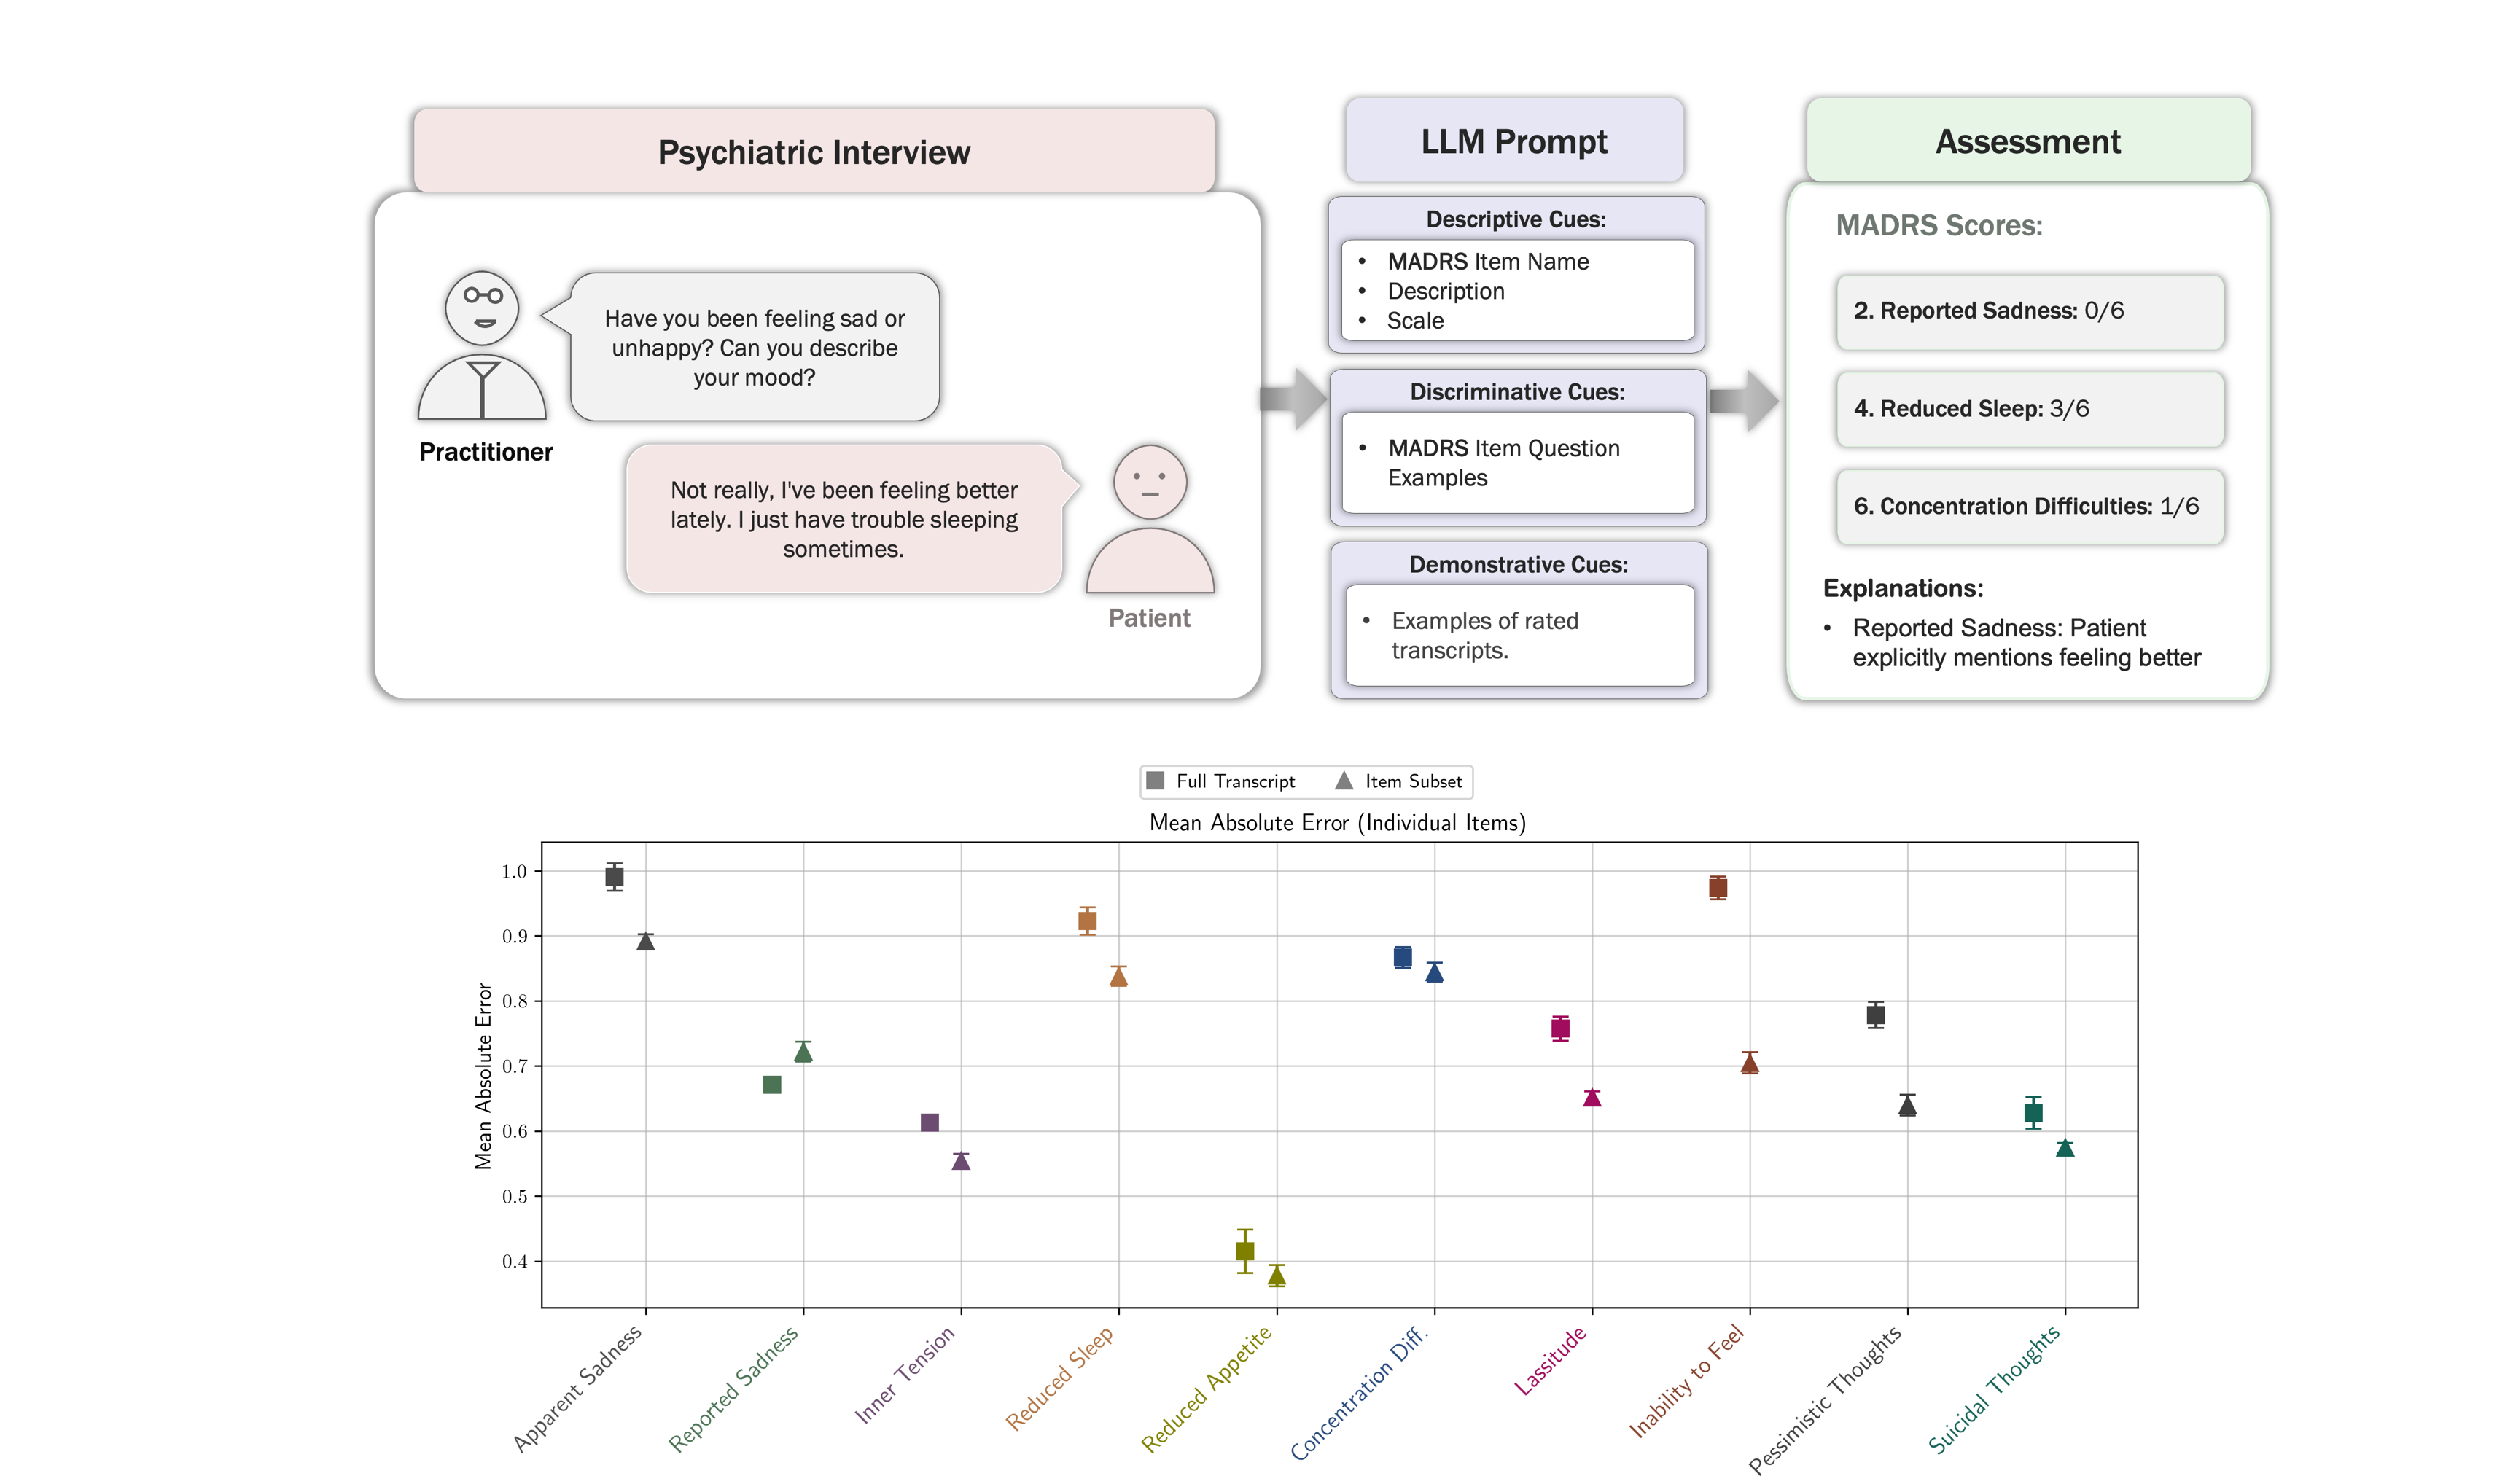 Psychiatric Interview
Have you been feeling sad or
unhappy? Can you describe
your mood?
Practitioner
Not really, I've been feeling better
lately. I just have trouble sleeping
sometimes.
Patient
LLM Prompt
Descriptive Cues:
• MADRS Item Name
• Description
• Scale
Discriminative Cues:
• MADRS Item Question
Examples
Demonstrative Cues:
• Examples of rated
transcripts.
Assessment
MADRS Scores:
2. Reported Sadness: 0/6
4. Reduced Sleep: 3/6
6. Concentration Difficulties: 1/6
Explanations:
• Reported Sadness: Patient
explicitly mentions feeling better
Full Transcript
Item Subset
Mean Absolute Error (Individual Items)
Mean Absolute Error
1.0
0.9
0.8
0.7
0.6
0.5
0.4
Apparent Sadness
Reported Sadness
Inner Tension
Reduced Sleep
Reduced Appetite
Concentration Diff.
Lassitude
Inability to Feel
Pessimistic Thoughts
Suicidal Thoughts